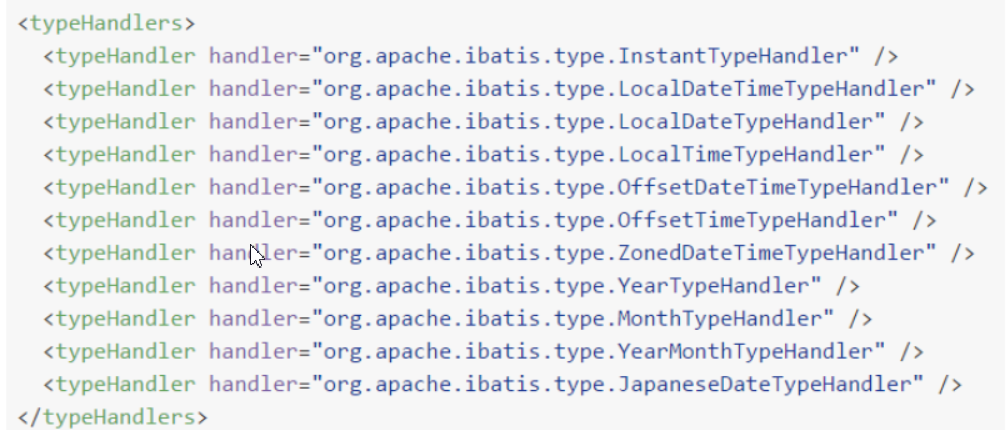 <typeHandlers>
<typeHandler handler="org.apache.ibatis.type.InstantTypeHandler" />
<typeHandler handler="org.apache.ibatis.type.LocalDateTimeTypeHandler" />
<typeHandler handler="org.apache.ibatis.type.LocalDateTypeHandler" />
<typeHandler handler="org.apache.ibatis.type.LocalTimeTypeHandler" />
<typeHandler handler="org.apache.ibatis.type.OffsetDateTimeTypeHandler" />
<typeHandler handler="org.apache.ibatis.type.OffsetTimeTypeHandler" />
<typeHandler handler="org.apache.ibatis.type.ZonedDateTimeTypeHandler" />
<typeHandler handler="org.apache.ibatis.type.YearTypeHandler" />
<typeHandler handler="org.apache.ibatis.type.MonthTypeHandler" />
<typeHandler handler="org.apache.ibatis.type.YearMonthTypeHandler" />
<typeHandler handler="org.apache.ibatis.type.JapaneseDateTypeHandler" />
</typeHandlers>